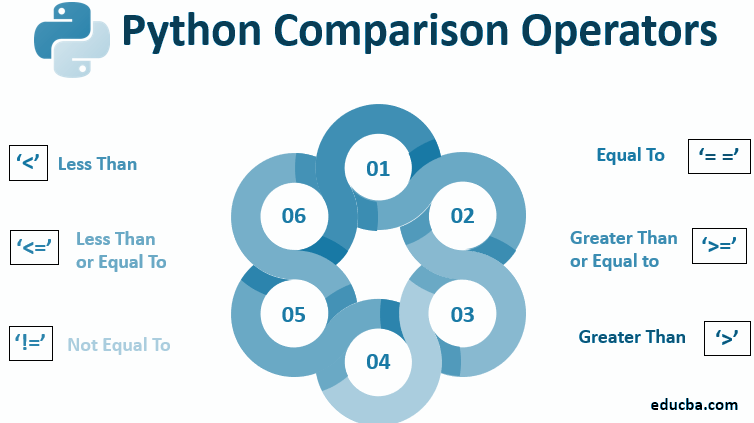 Python Comparison Operators
‘<’ Less Than
‘<=’ Less Than
or Equal To
‘!=’ Not Equal To
01
02
03
04
05
06
Equal To ‘= =’
Greater Than
or Equal to ‘>=’
Greater Than ‘>’
educba.com